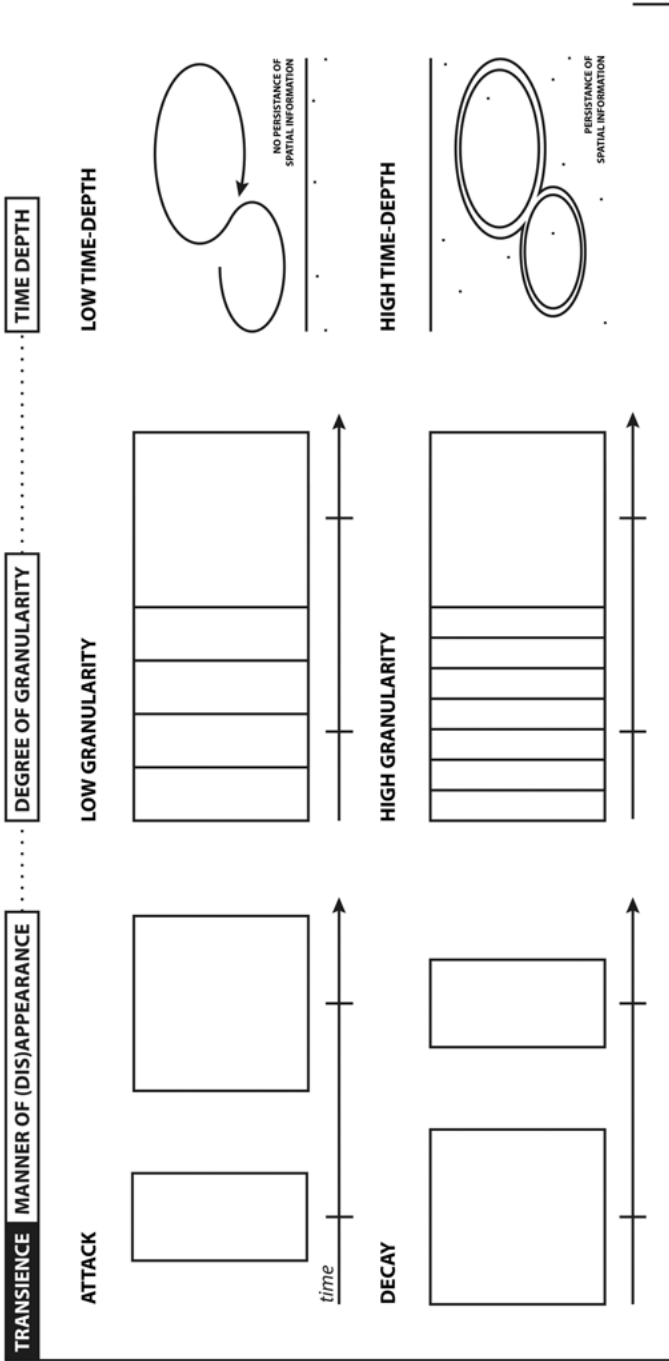 TRANSIENCE MANNER OF (DIS)APPEARANCE DEGREE OF GRANULARITY TIME DEPTH
ATTACK
LOW GRANULARITY
LOW TIME-DEPTH
NO PERSISTANCE OF
SPATIAL INFORMATION
time
DECAY
HIGH GRANULARITY
HIGH TIME-DEPTH
PERSISTANCE OF
SPATIAL INFORMATION